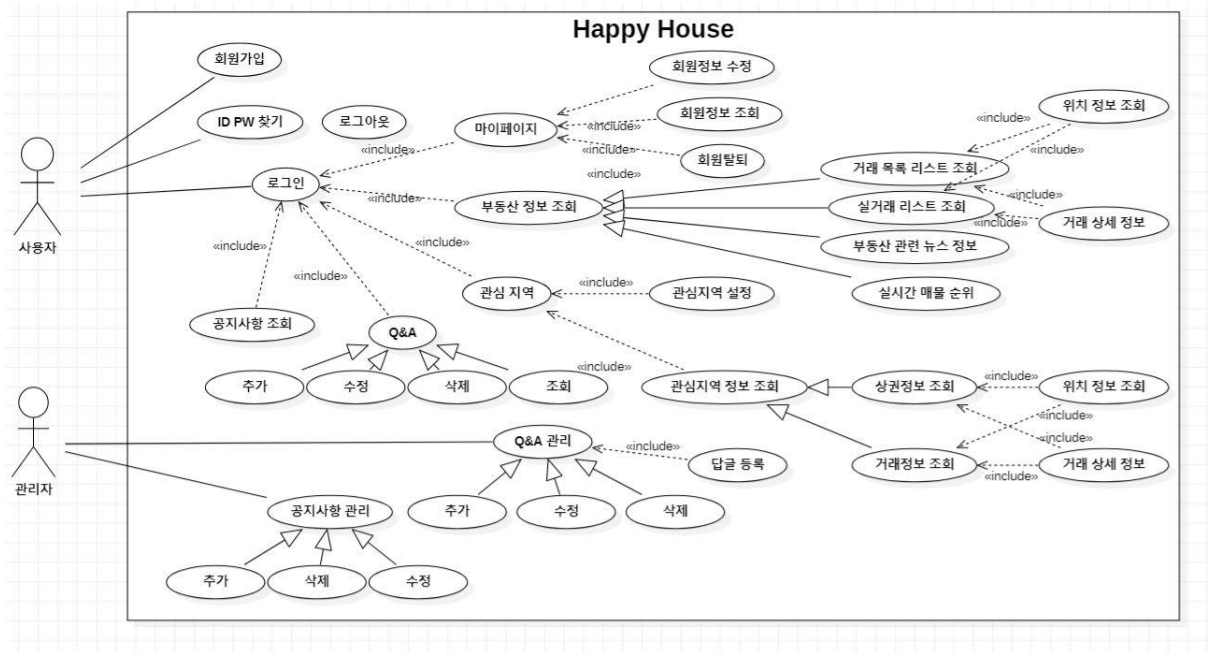 Happy House
회원가입
회원정보 수정
ID PW 찾기
로그아웃
마이페이지
회원정보 조회
위치 정보 조회
«include»
«include»
«include»
«include»
«include»
회원탈퇴
«include»
거래 목록 리스트 조회
로그인
«include»
부동산 정보 조회
실거래 리스트 조회
«include»
«include»
거래 상세 정보
사용자
«include»
부동산 관련 뉴스 정보
«include»
«include»
관심 지역
관심지역 설정
실시간 매물 순위
공지사항 조회
Q&A
«include»
추가
수정
삭제
조회
관심지역 정보 조회
상권정보 조회
«include»
위치 정보 조회
«include»
«include»
관리자
Q&A 관리
«include»
답글 등록
거래정보 조회
거래 상세 정보
«include»
공지사항 관리
추가
수정
삭제
추가
삭제
수정